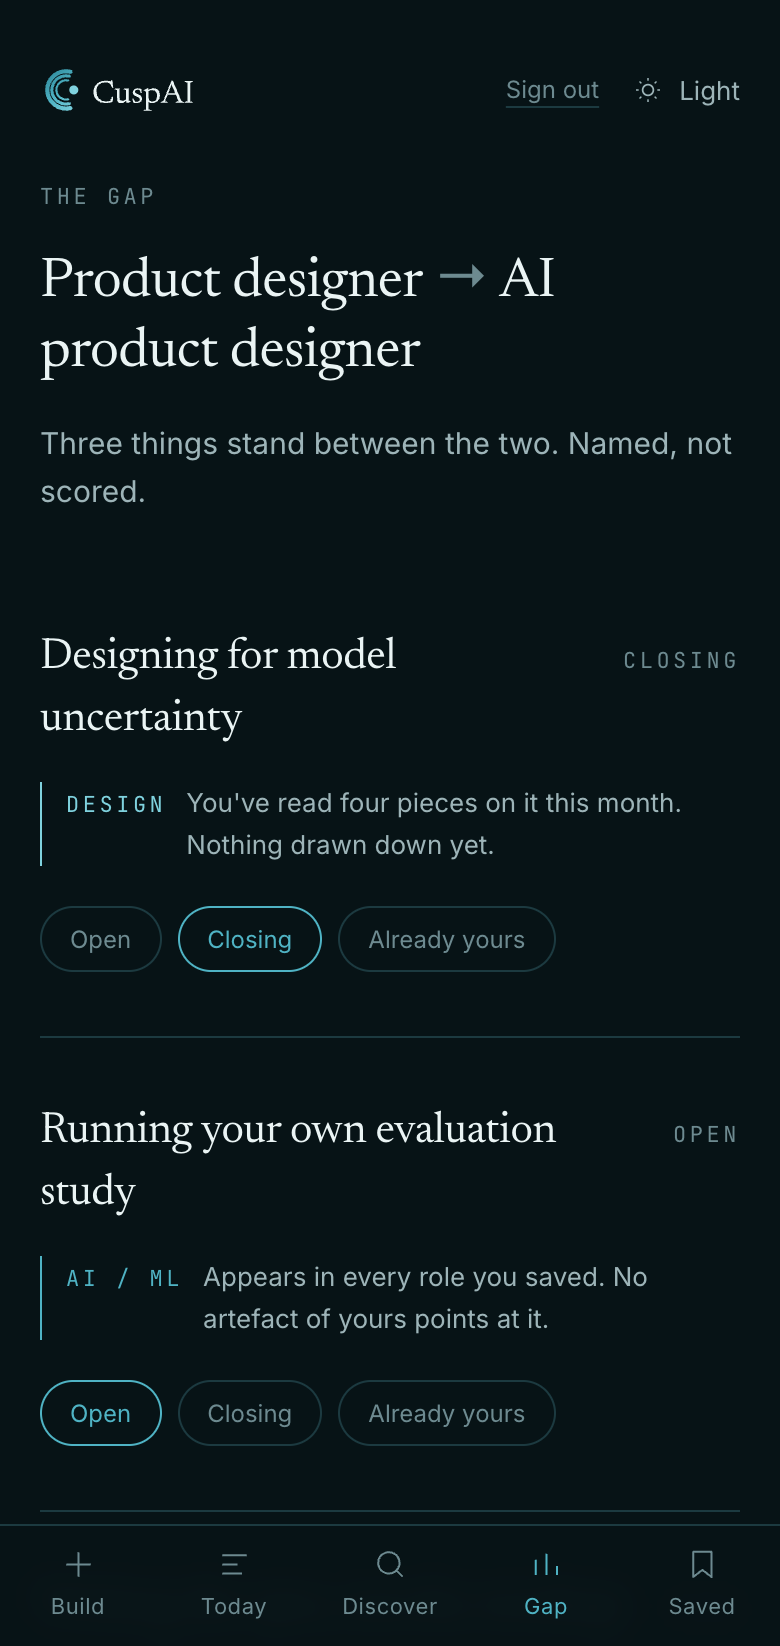 CuspAI
Sign out
Light
THE GAP
Product designer → AI
product designer
Three things stand between the two. Named, not
scored.
Designing for model
uncertainty
CLOSING
DESIGN
You've read four pieces on it this month.
Nothing drawn down yet.
Open
Closing
Already yours
Running your own evaluation
study
OPEN
AI / ML
Appears in every role you saved. No
artefact of yours points at it.
Open
Closing
Already yours
Build
Today
Discover
Gap
Saved